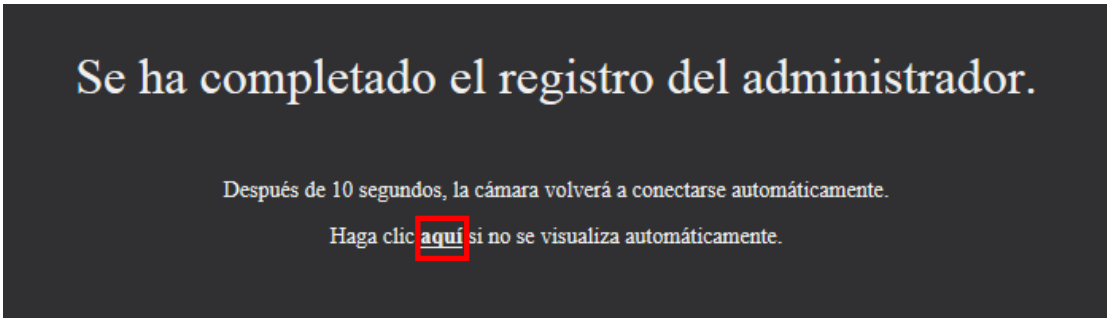 Se ha completado el registro del administrador.
Después de 10 segundos, la cámara volverá a conectarse automáticamente.
Haga clic aquí si no se visualiza automáticamente.